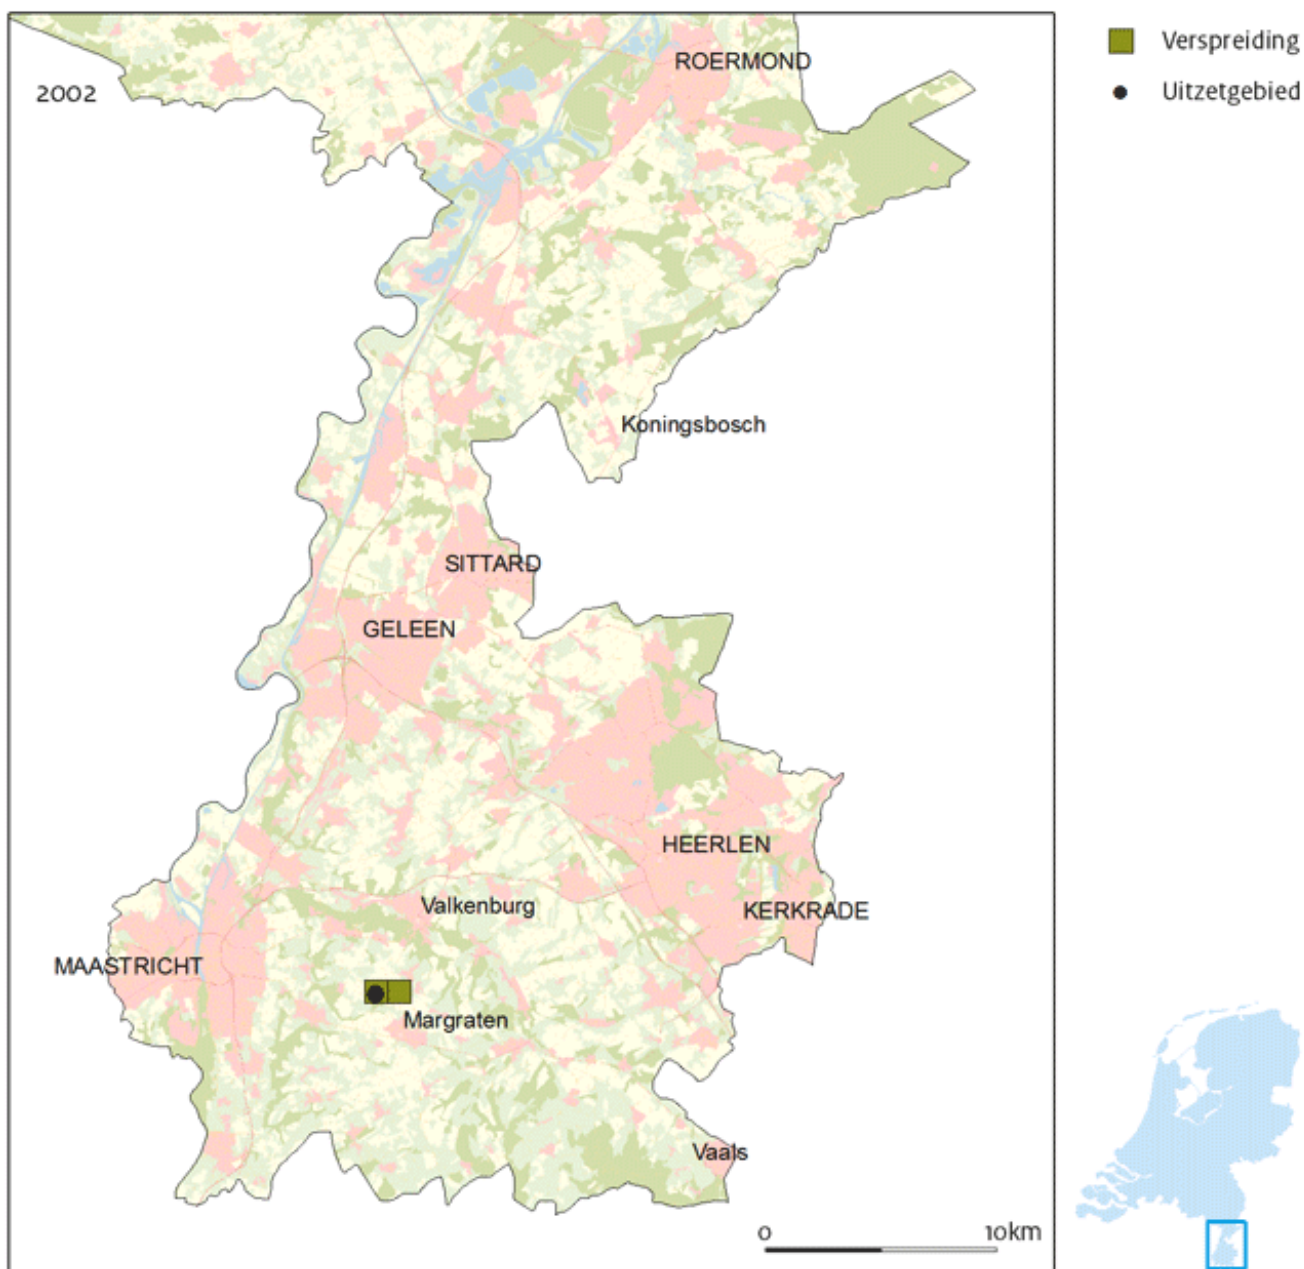 2002
ROERMOND
Koningsbosch
SITTARD
GELEEN
HEERLEN
Valkenburg
KERKRADE
MAASTRICHT
Margraten
Vaals
0 10km
Verspreiding
Uitzetgebied